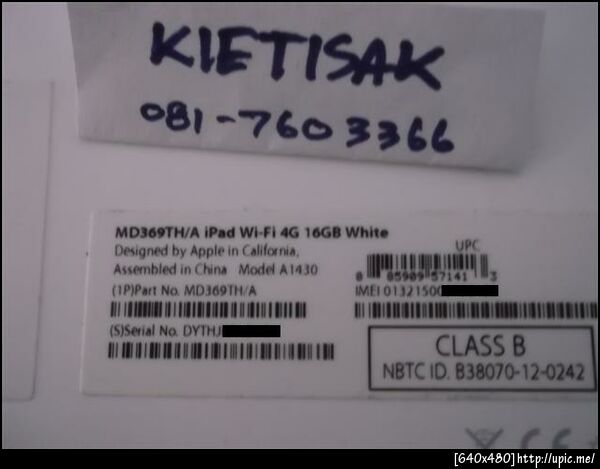 KIETISAK
081-7603366
MD369TH/A iPad Wi-Fi 4G 16GB White
Designed by Apple in California,
Assembled in China Model A1430
(1P)Part No. MD369TH/A
(S)Serial No. DYTHJ
UPC
8 85909 57141 3
IMEI 01321500
CLASS B
NBTC ID. B38070-12-0242
CE
[640x480]http://upic.me/